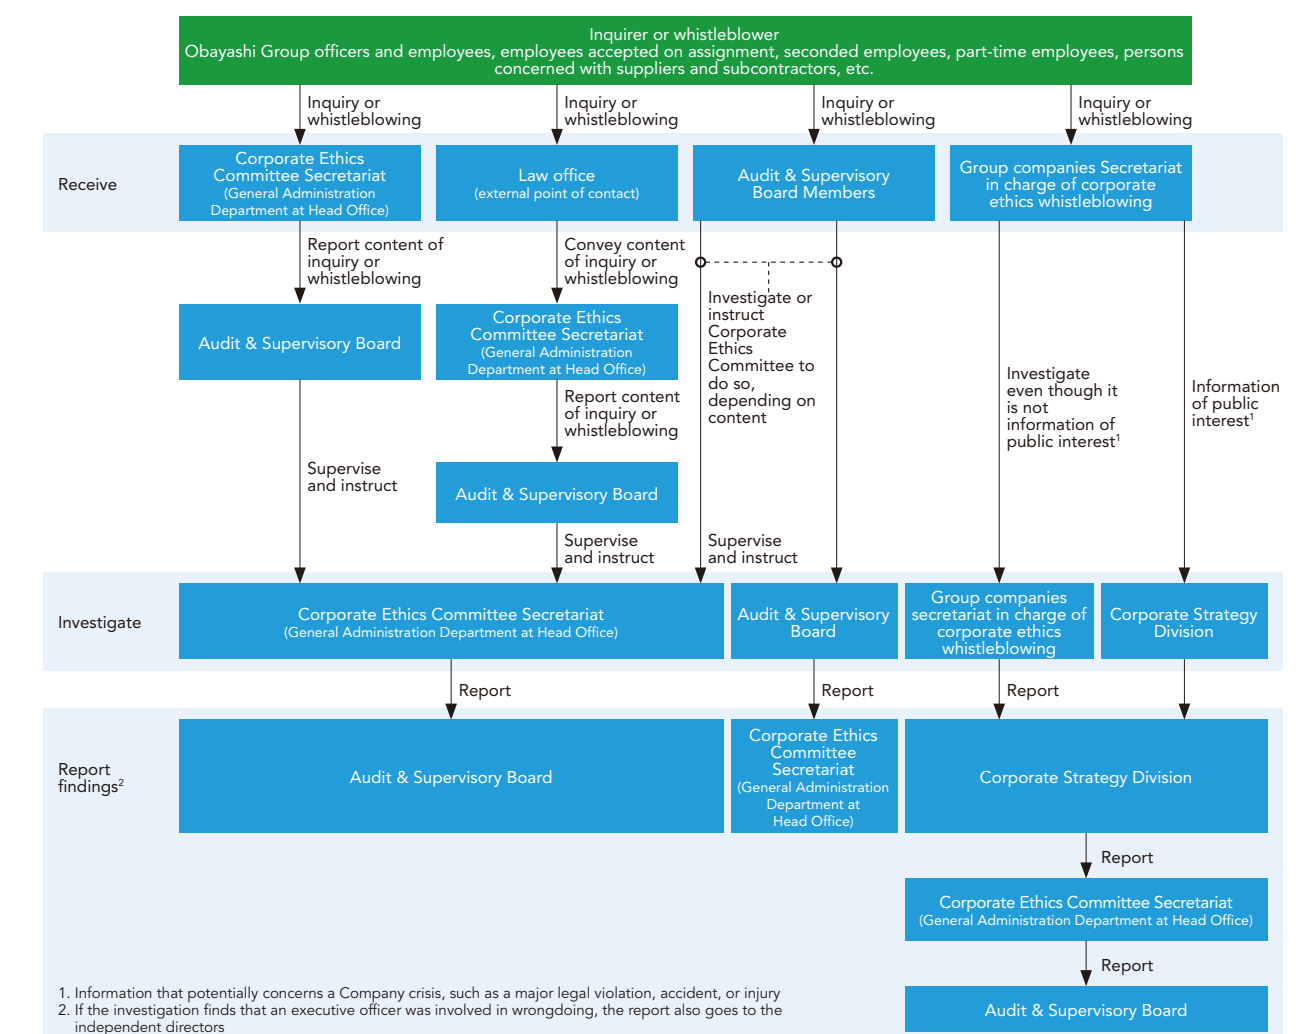 Inquirer or whistleblower
Obayashi Group officers and employees, employees accepted on assignment, seconded employees, part-time employees, persons
concerned with suppliers and subcontractors, etc.
Inquiry or
whistleblowing
Inquiry or
whistleblowing
Inquiry or
whistleblowing
Inquiry or
whistleblowing
Receive
Corporate Ethics
Committee Secretariat
(General Administration
Department at Head Office)
Law office
(external point of contact)
Audit & Supervisory
Board Members
Group companies Secretariat
in charge of corporate
ethics whistleblowing
Report content of
inquiry or
whistleblowing
Convey content
of inquiry or
whistleblowing
Investigate or
instruct
Corporate
Ethics
Committee to
do so,
depending on
content
Investigate
even though it
is not
information of
public interest1
Information
of public
interest1
Audit & Supervisory Board
Corporate Ethics
Committee Secretariat
(General Administration
Department at Head Office)
Report content
of inquiry or
whistleblowing
Supervise
and instruct
Audit & Supervisory Board
Supervise
and instruct
Supervise
and instruct
Investigate
Corporate Ethics Committee Secretariat
(General Administration Department at Head Office)
Audit & Supervisory
Board
Group companies
secretariat in charge of
corporate ethics
whistleblowing
Corporate Strategy
Division
Report
Report
Report
Report
findings2
Audit & Supervisory Board
Corporate Ethics
Committee
Secretariat
(General Administration
Department at
Head Office)
Corporate Strategy Division
Report
Corporate Ethics Committee Secretariat
(General Administration Department at Head Office)
Report
Audit & Supervisory Board
1. Information that potentially concerns a Company crisis, such as a major legal violation, accident, or injury
2. If the investigation finds that an executive officer was involved in wrongdoing, the report also goes to the
independent directors